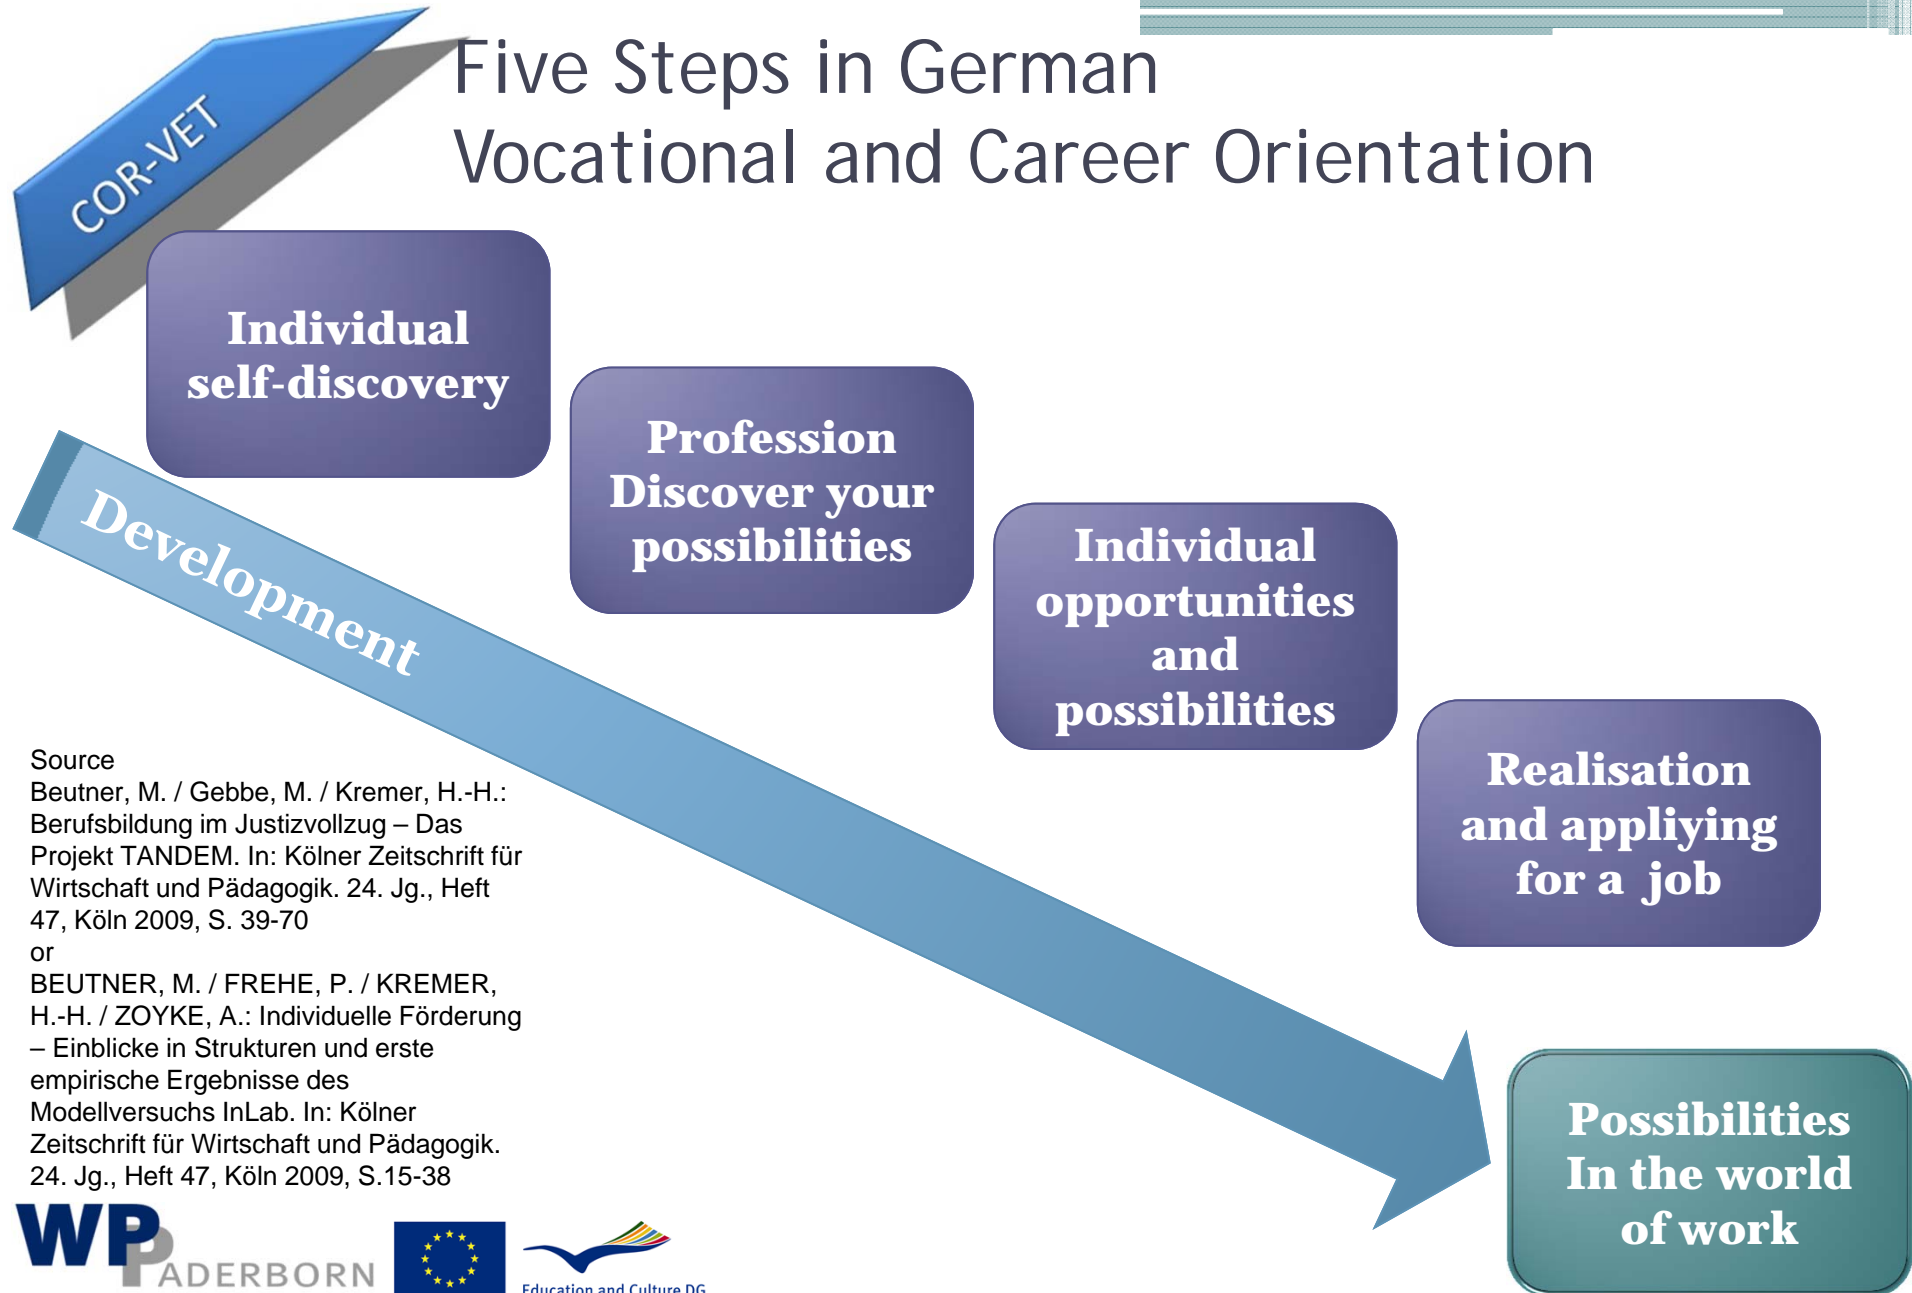 COR-VET
Five Steps in German
Vocational and Career Orientation
Individual
self-discovery
Profession
Discover your
possibilities
Individual
opportunities
and
possibilities
Realisation
and appliying
for a job
Possibilities
In the world
of work
Development
Source
Beutner, M. / Gebbe, M. / Kremer, H.-H.:
Berufsbildung im Justizvollzug – Das
Projekt TANDEM. In: Kölner Zeitschrift für
Wirtschaft und Pädagogik. 24. Jg., Heft
47, Köln 2009, S. 39-70
or
BEUTNER, M. / FREHE, P. / KREMER,
H.-H. / ZOYKE, A.: Individuelle Förderung
– Einblicke in Strukturen und erste
empirische Ergebnisse des
Modellversuchs InLab. In: Kölner
Zeitschrift für Wirtschaft und Pädagogik.
24. Jg., Heft 47, Köln 2009, S.15-38
WP PADERBORN
Education and Culture DG